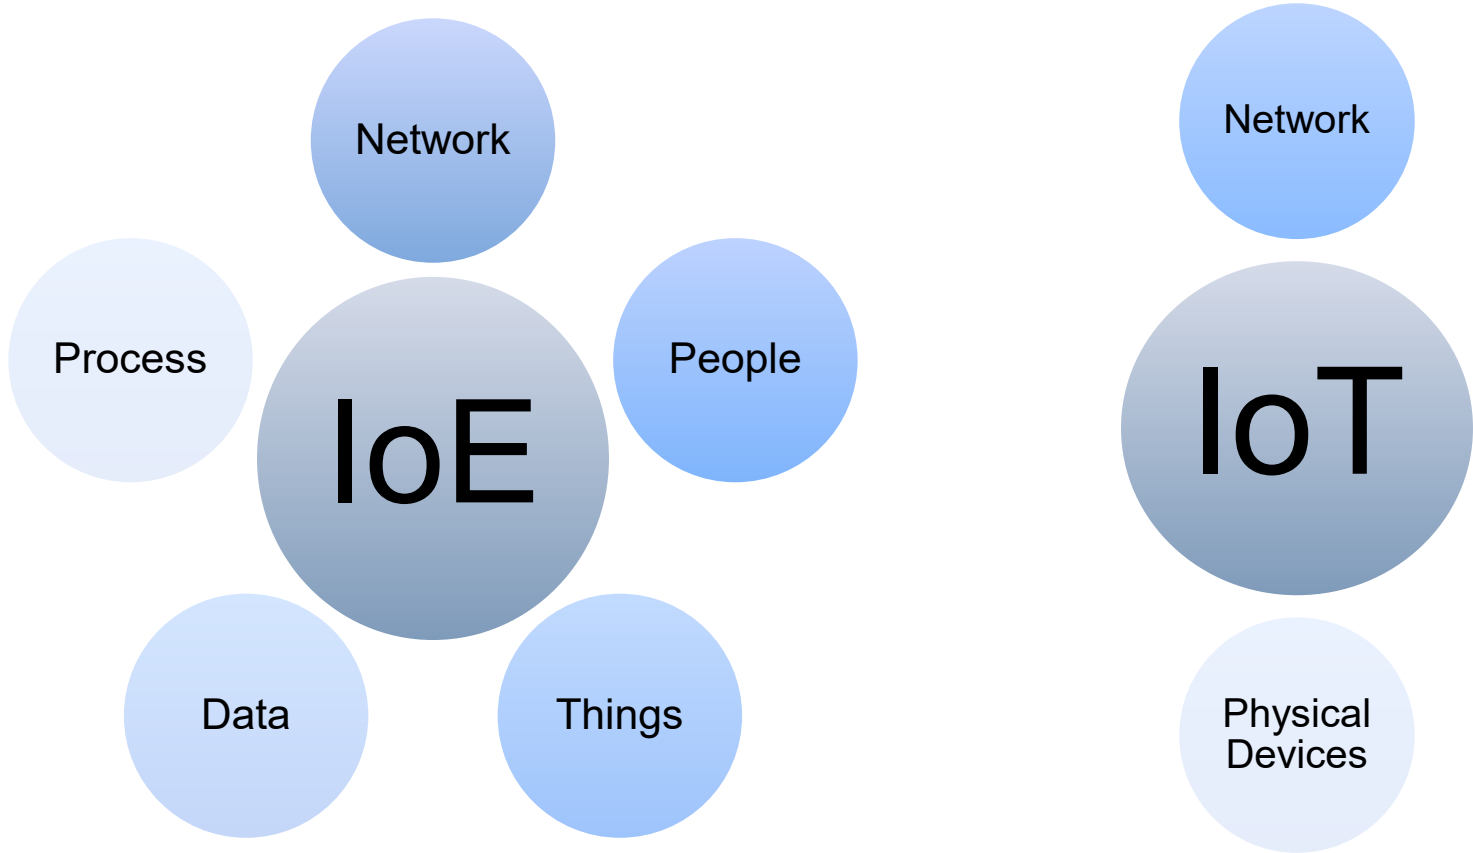 Network
Process
IoE
People
Data
Things
Network
IoT
Physical
Devices